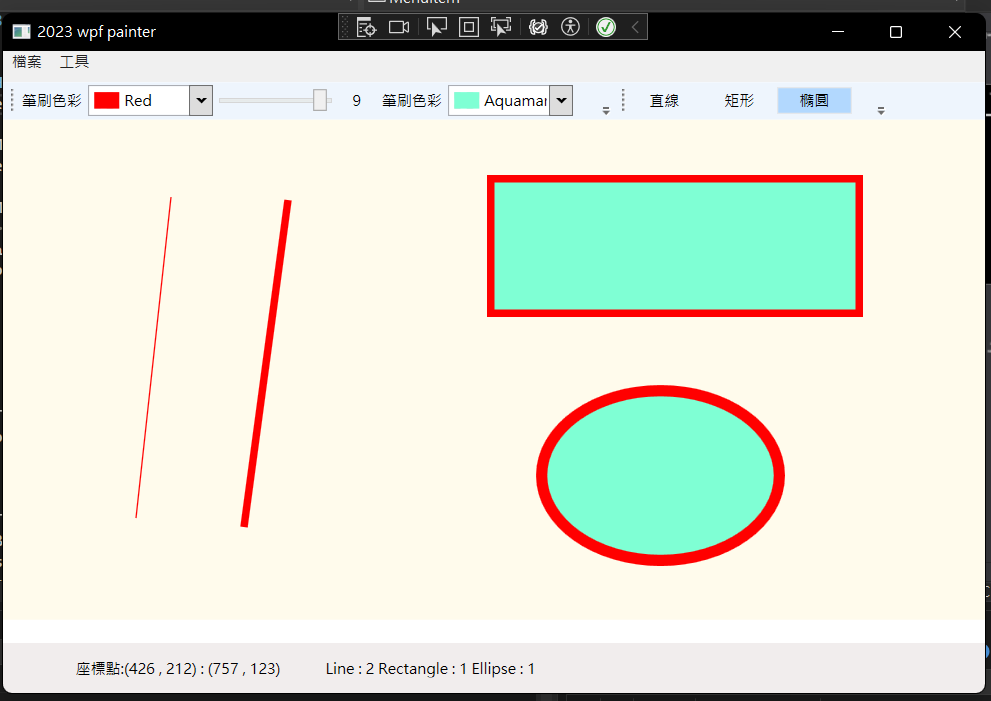 MenuItem
2023 wpf painter
檔案 工具
筆刷色彩 Red 9 筆刷色彩 Aquamar 直線 矩形 橢圓
座標點:(426 , 212) : (757 , 123) Line : 2 Rectangle : 1 Ellipse : 1